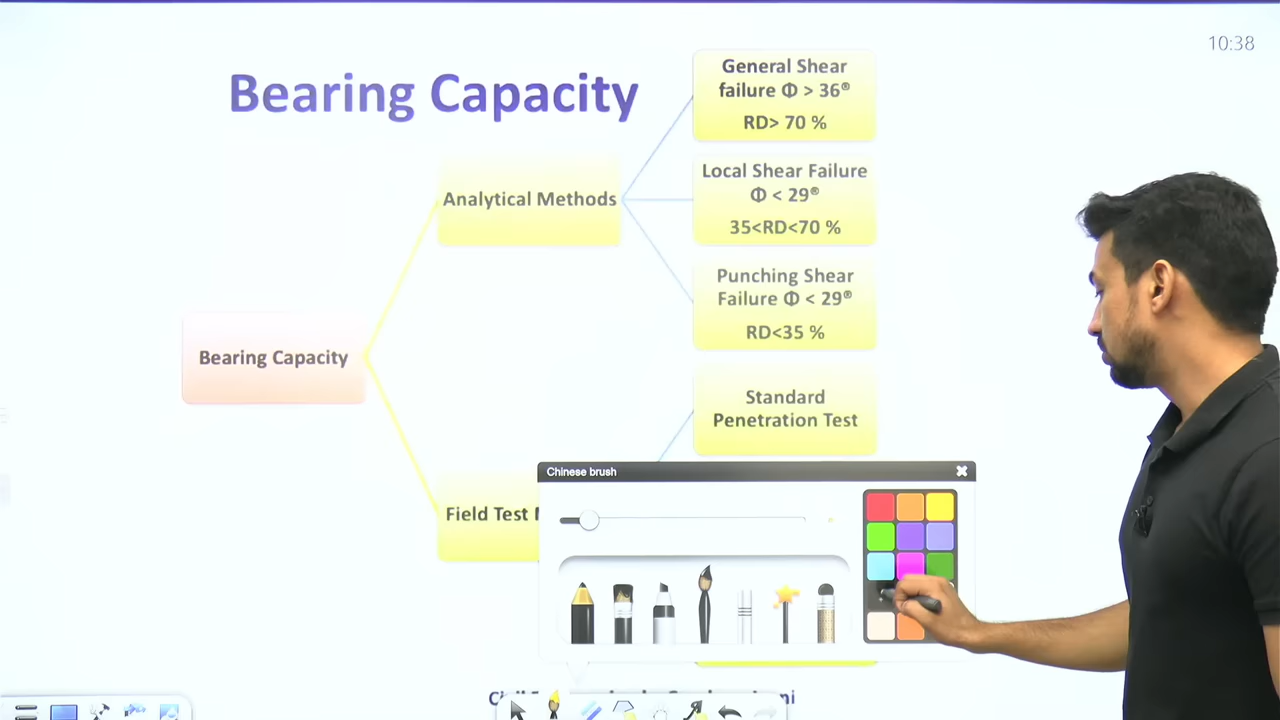 10:38
Bearing Capacity
General Shear
failure Φ > 36®
RD> 70 %
Local Shear Failure
Φ < 29®
35<RD<70 %
Analytical Methods
Punching Shear
Failure Φ < 29®
RD<35 %
Bearing Capacity
Standard
Penetration Test
Chinese brush
Field Test